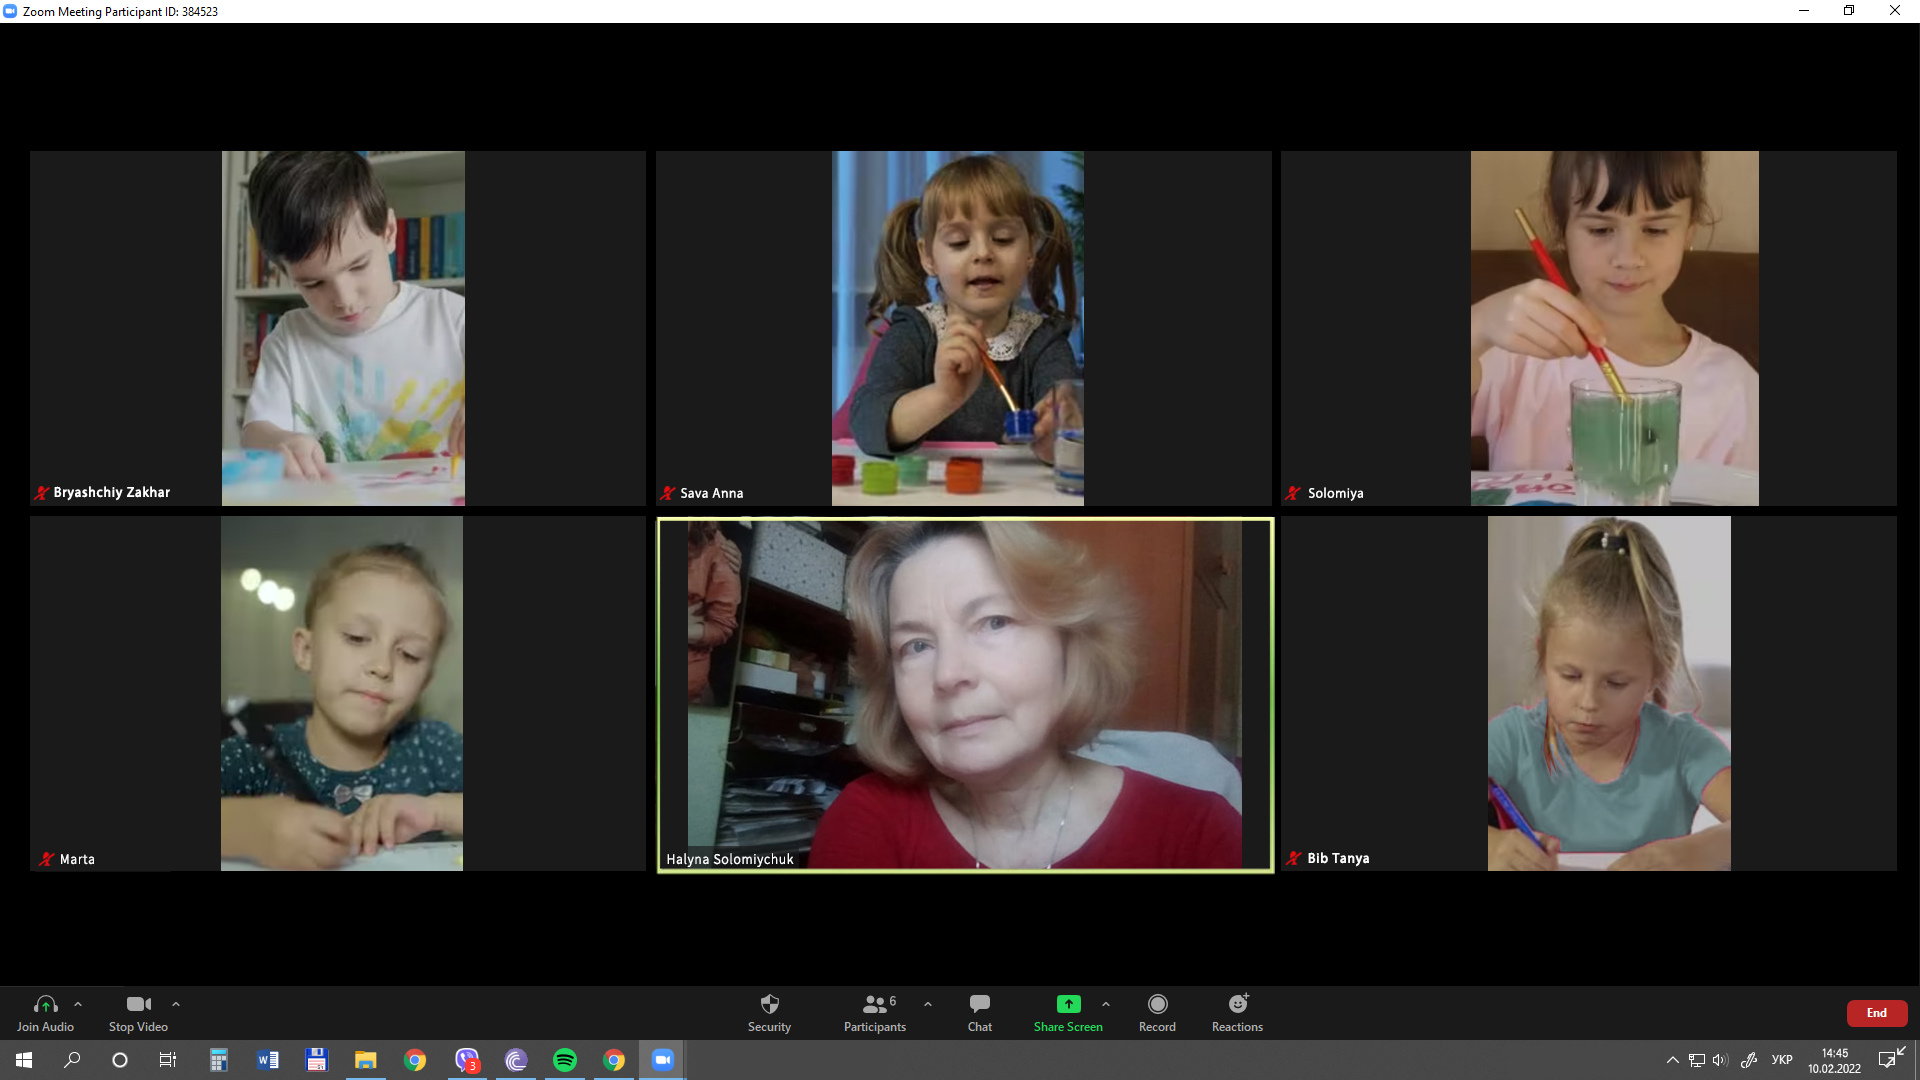 Zoom Meeting Participant ID: 384523
Bryashchiy Zakhar
Sava Anna
Solomiya
Marta
Halyna Solomiychuk
Bib Tanya
Join Audio
Stop Video
Security
6
Participants
Chat
Share Screen
Record
Reactions
End
3
УКР
14:45
10.02.2022